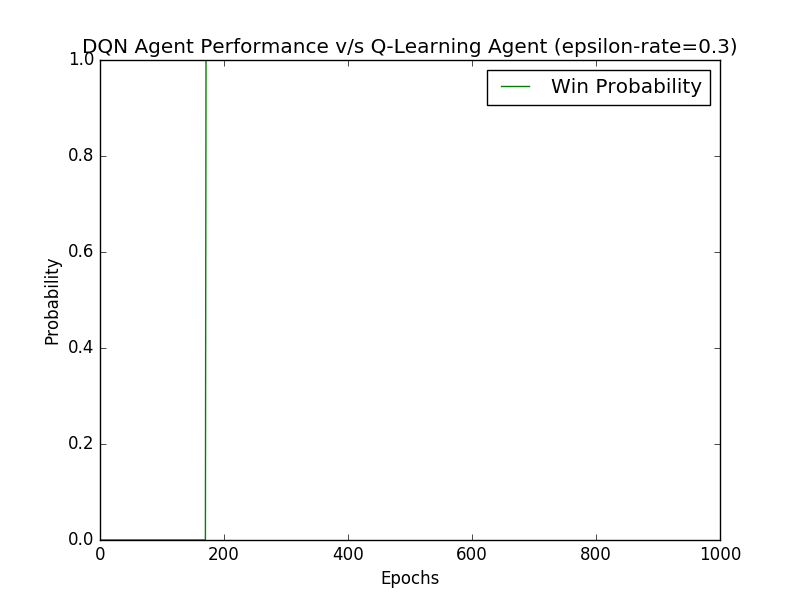 DQN Agent Performance v/s Q-Learning Agent (epsilon-rate=0.3)
Win Probability
1.0
0.8
0.6
0.4
0.2
0.0
Probability
0 200 400 600 800 1000
Epochs